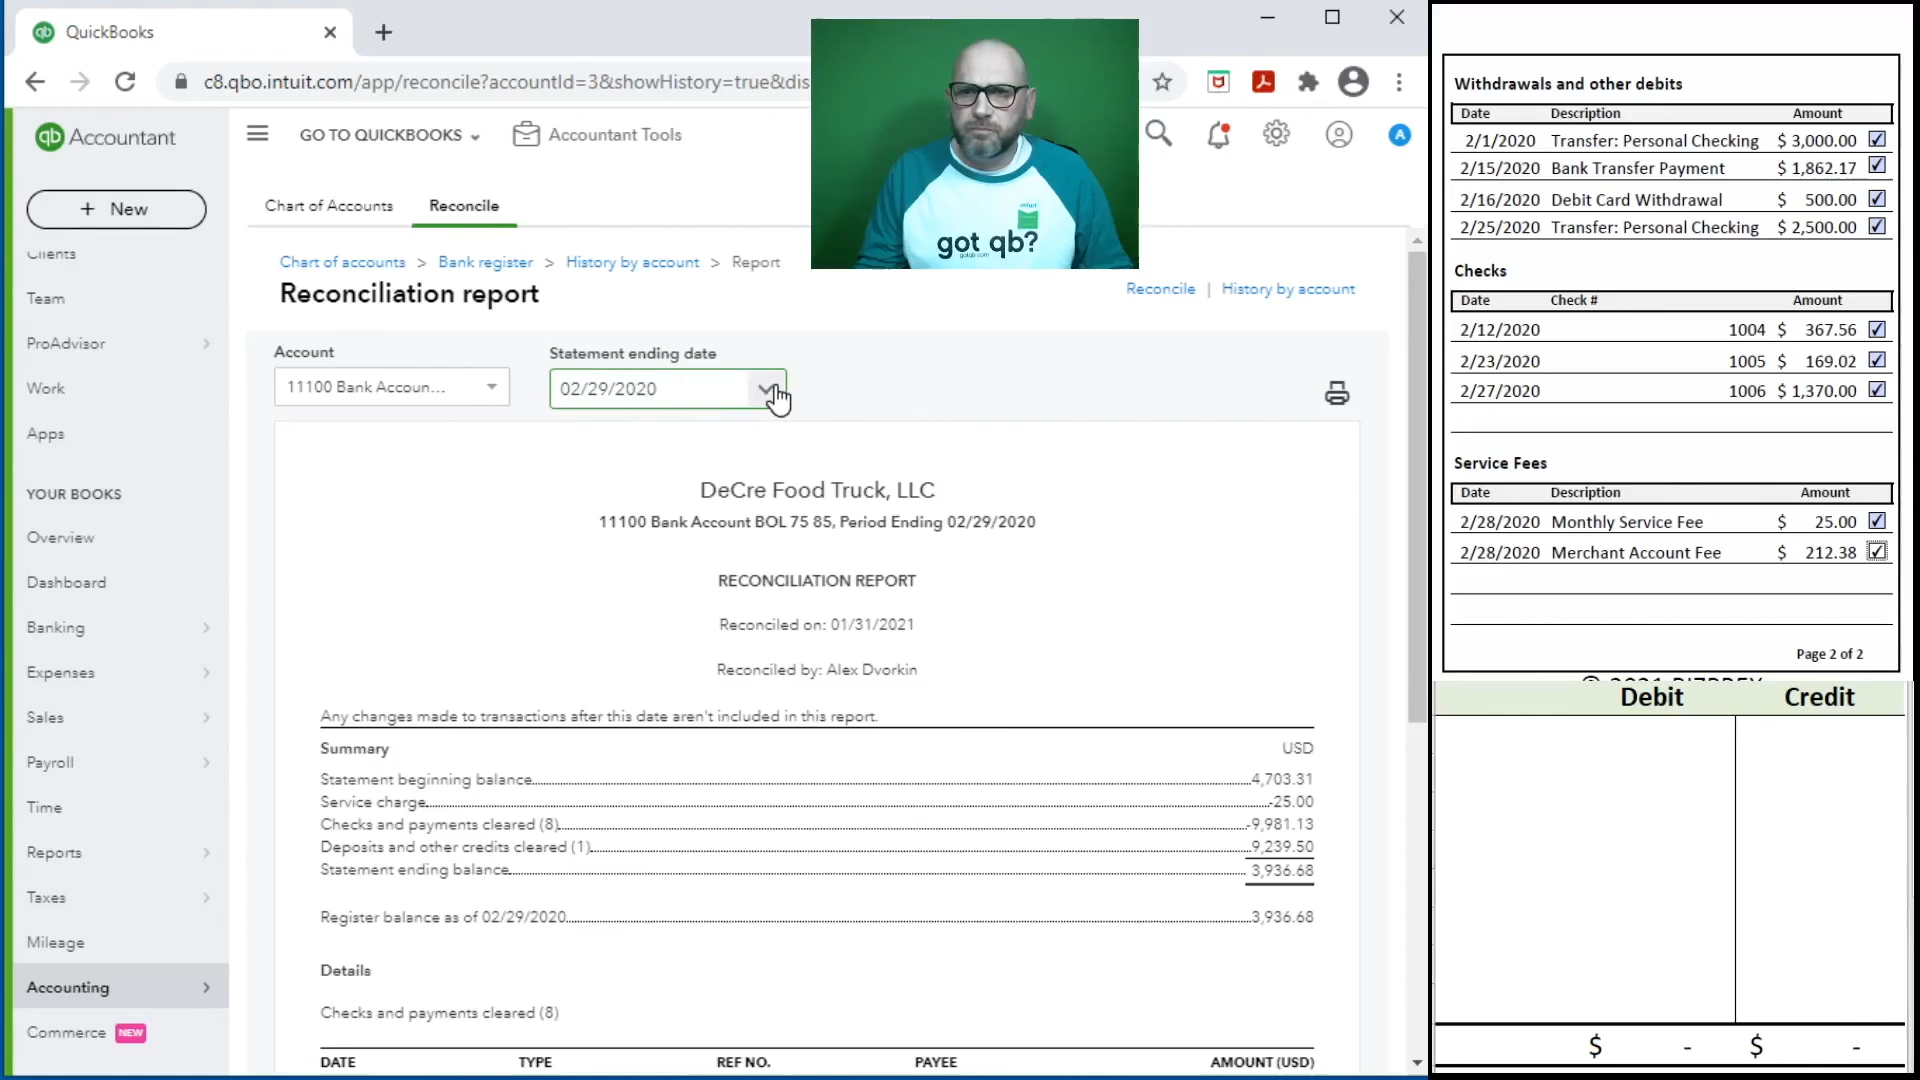 QuickBooks
c8.qbo.intuit.com/app/reconcile?accountId=3&showHistory=true&dis
qb Accountant
GO TO QUICKBOOKS
Accountant Tools
A
+ New
Clients
Team
ProAdvisor
Work
Apps
YOUR BOOKS
Overview
Dashboard
Banking
Expenses
Sales
Payroll
Time
Reports
Taxes
Mileage
Accounting
Commerce NEW
Chart of Accounts Reconcile
Chart of accounts > Bank register > History by account > Report
Reconciliation report
Reconcile | History by account
Account
11100 Bank Accoun...
Statement ending date
02/29/2020
DeCre Food Truck, LLC
11100 Bank Account BOL 75 85, Period Ending 02/29/2020
RECONCILIATION REPORT
Reconciled on: 01/31/2021
Reconciled by: Alex Dvorkin
Any changes made to transactions after this date aren't included in this report.
Summary USD
Statement beginning balance 4,703.31
Service charge -25.00
Checks and payments cleared (8) -9,981.13
Deposits and other credits cleared (1) 9,239.50
Statement ending balance 3,936.68
Register balance as of 02/29/2020 3,936.68
Details
Checks and payments cleared (8)
DATE TYPE REF NO. PAYEE AMOUNT (USD)
intuit
got qb?
Withdrawals and other debits
Date Description Amount
2/1/2020 Transfer: Personal Checking $ 3,000.00
2/15/2020 Bank Transfer Payment $ 1,862.17
2/16/2020 Debit Card Withdrawal $ 500.00
2/25/2020 Transfer: Personal Checking $ 2,500.00
Checks
Date Check # Amount
2/12/2020 1004 $ 367.56
2/23/2020 1005 $ 169.02
2/27/2020 1006 $ 1,370.00
Service Fees
Date Description Amount
2/28/2020 Monthly Service Fee $ 25.00
2/28/2020 Merchant Account Fee $ 212.38
Page 2 of 2
Debit Credit
$ - $ -